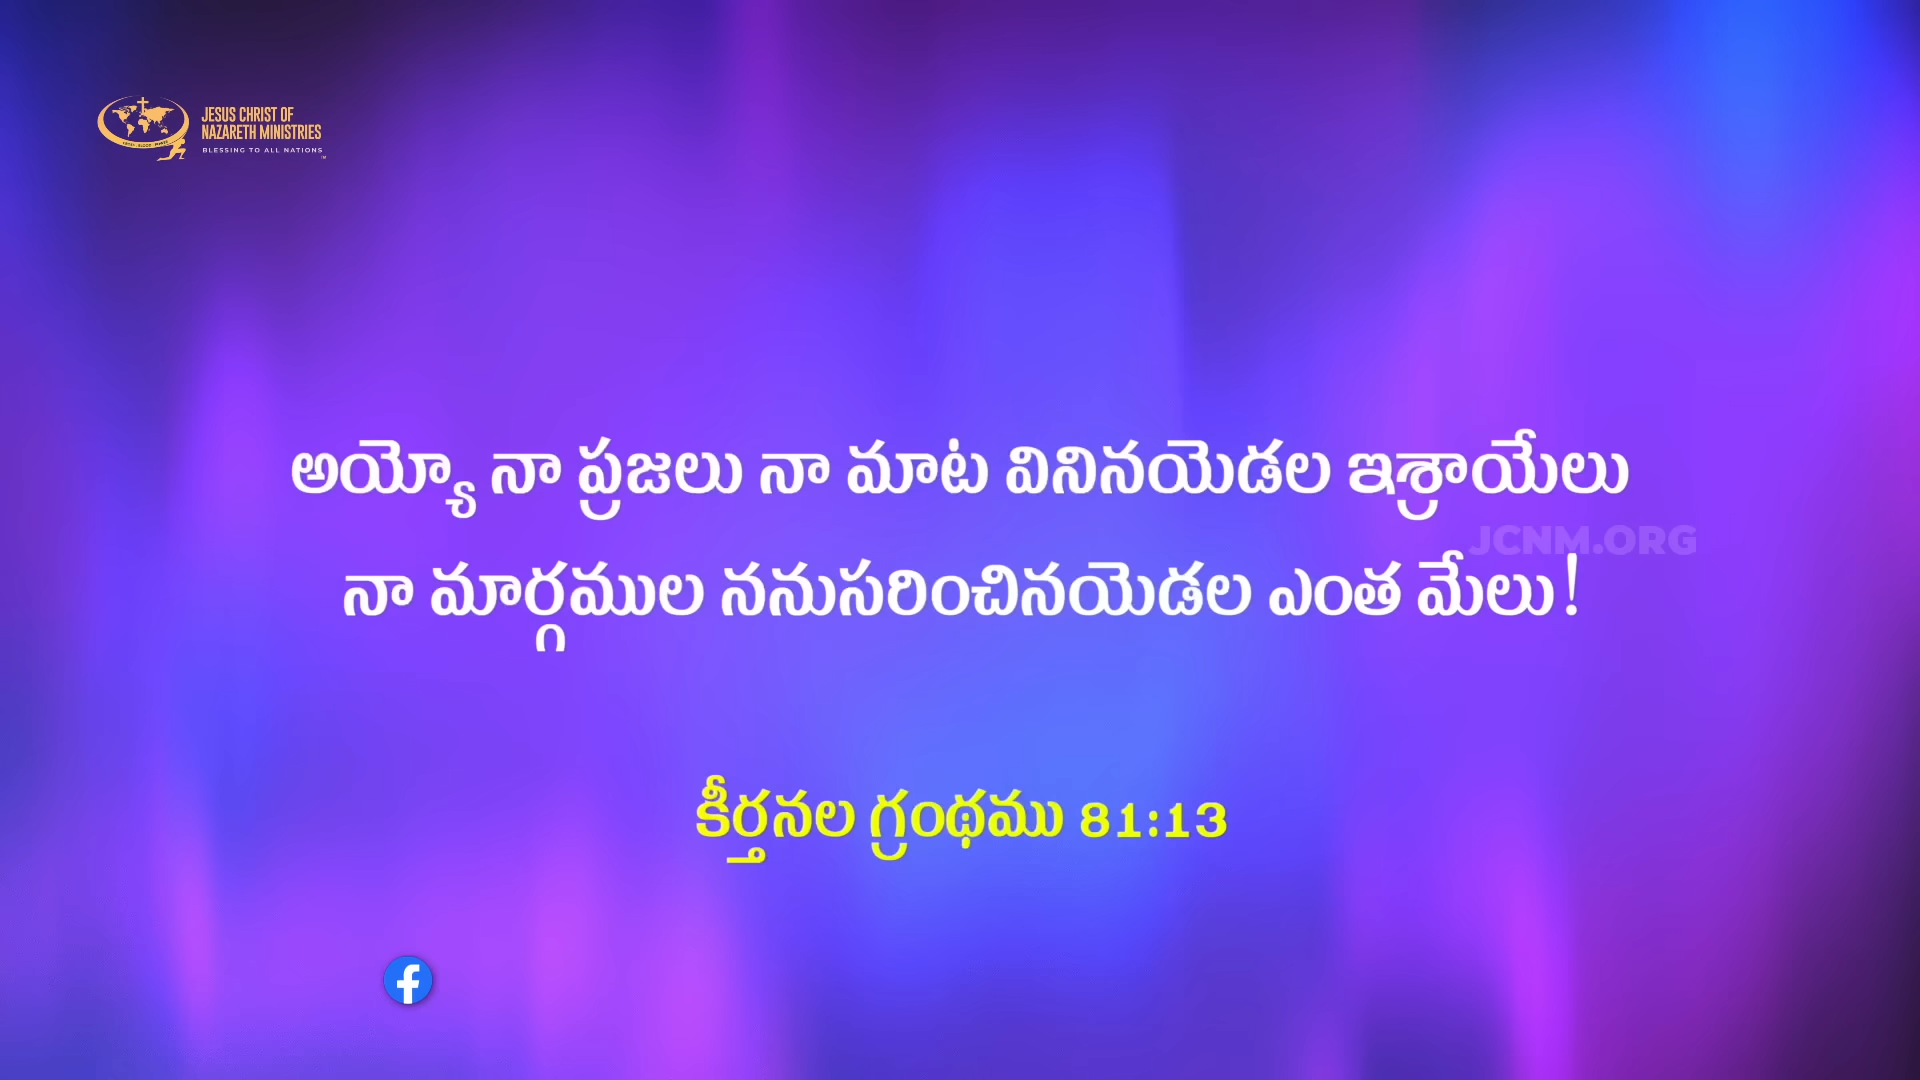 JESUS CHRIST OF
NAZARETH MINISTRIES
BLESSING TO ALL NATIONS
అయ్యో నా ప్రజలు నా మాట వినినయెడల ఇశ్రాయేలు
JCNM.ORG
నా మార్గముల ననుసరించినయెడల ఎంత మేలు!
కీర్తనల గ్రంథము 81:13